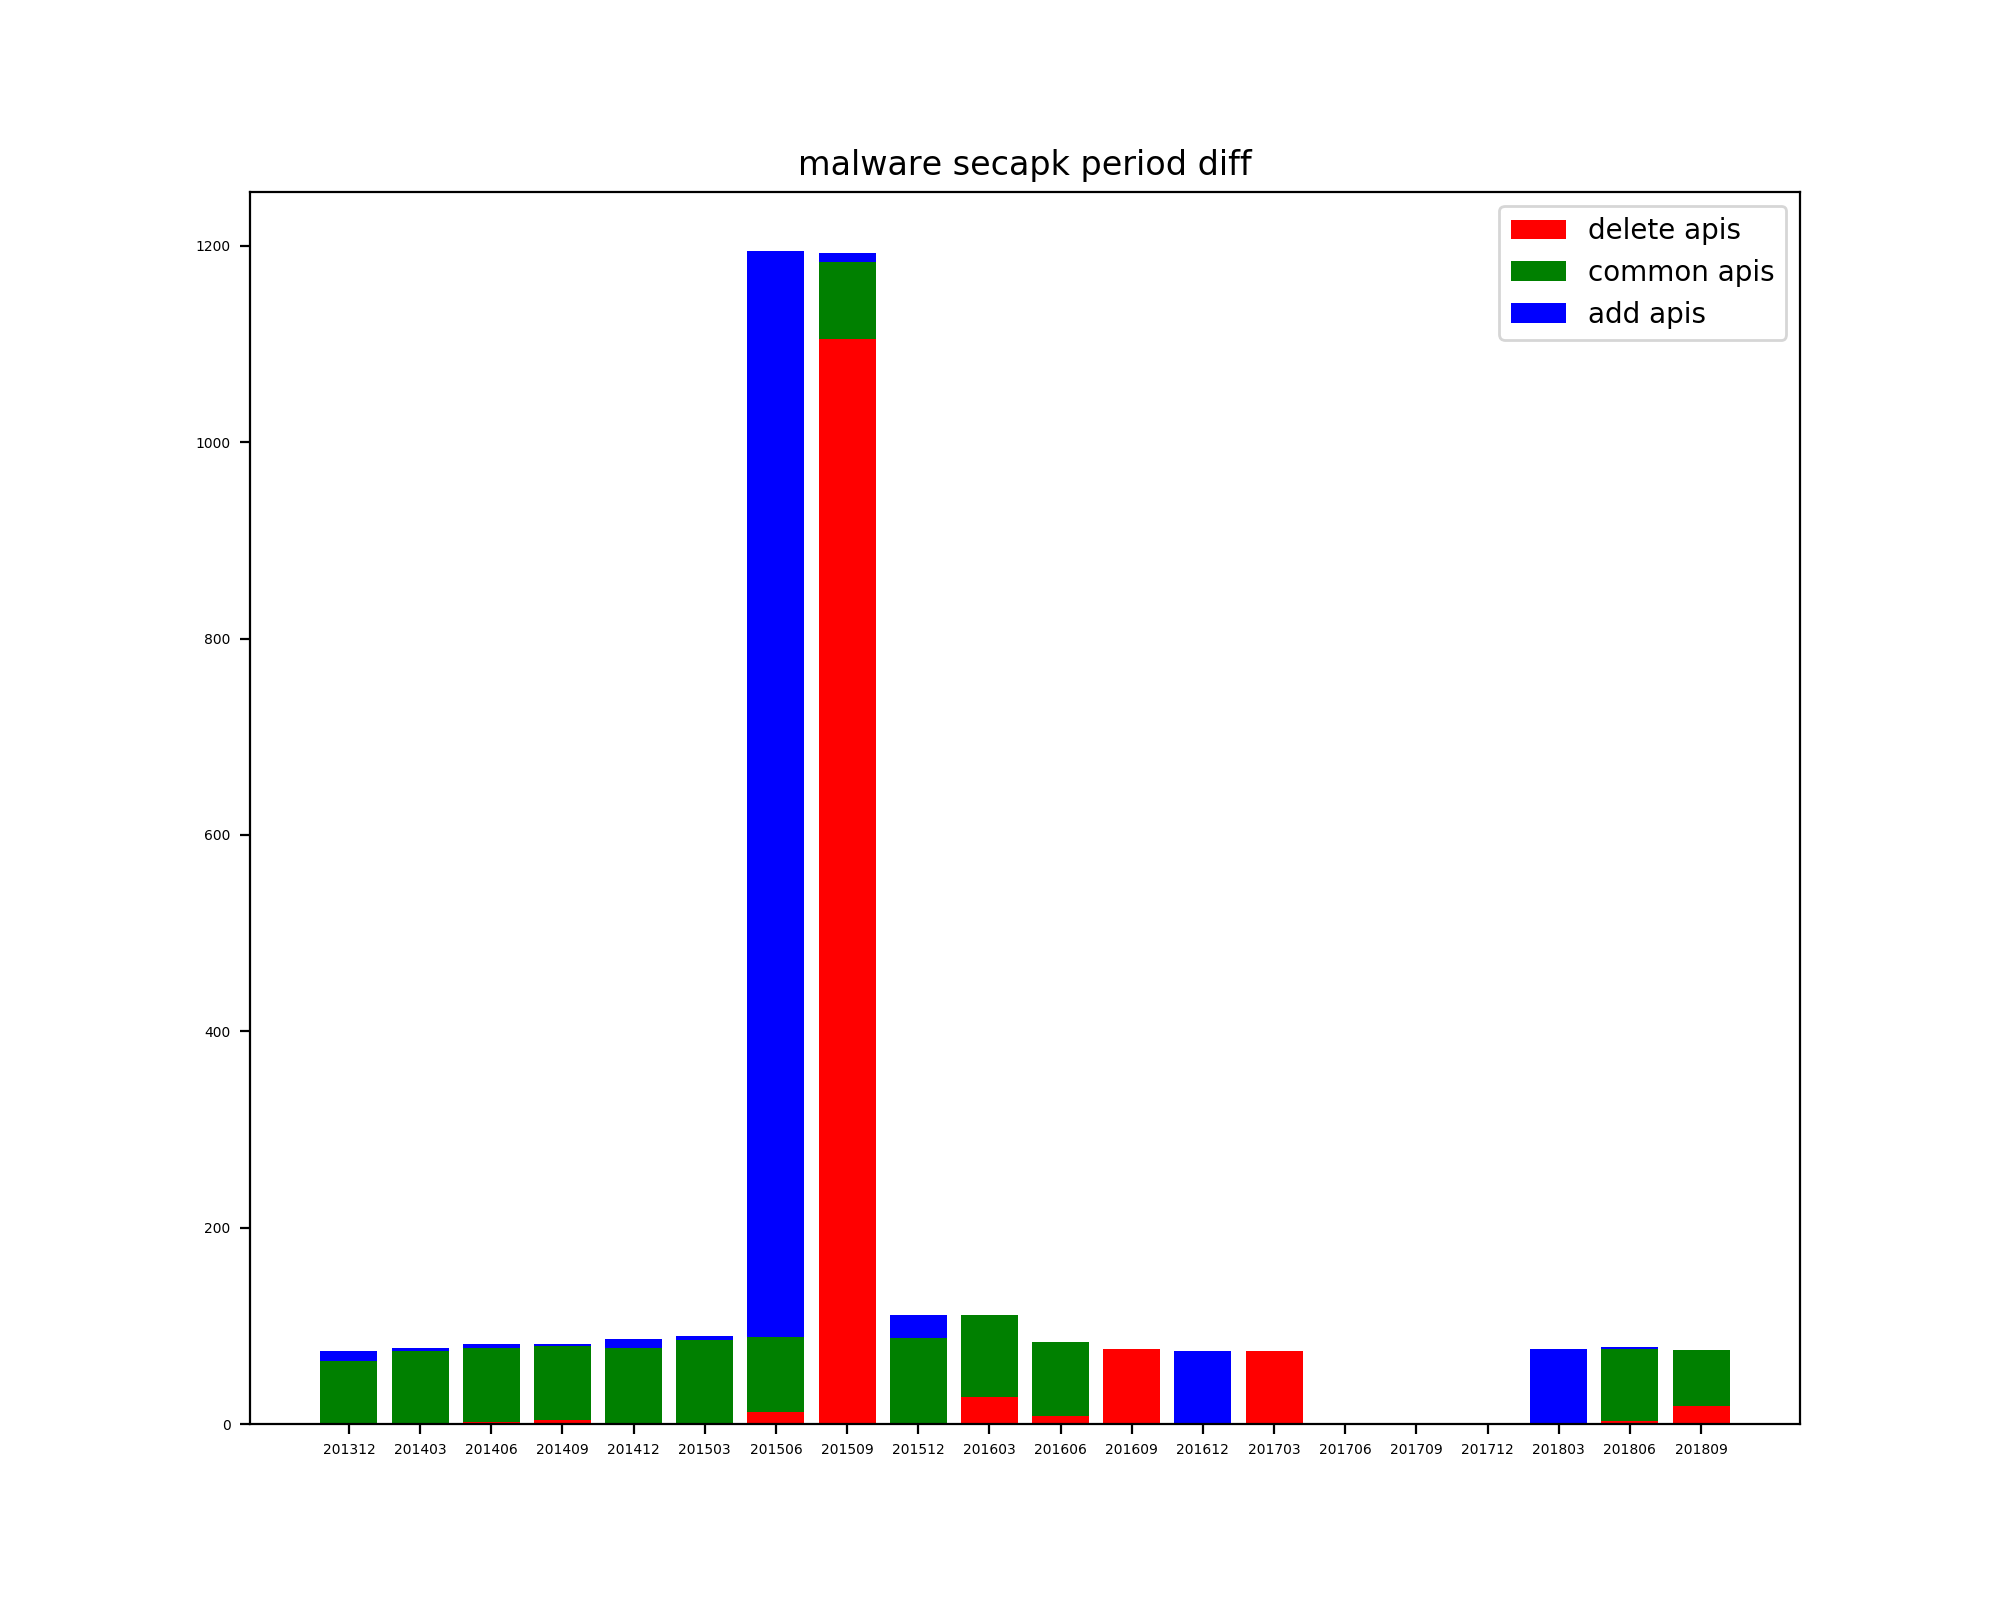 malware secapk period diff
delete apis
common apis
add apis
1200
1000
800
600
400
200
0
201312 201403 201406 201409 201412 201503 201506 201509 201512 201603 201606 201609 201612 201703 201706 201709 201712 201803 201806 201809